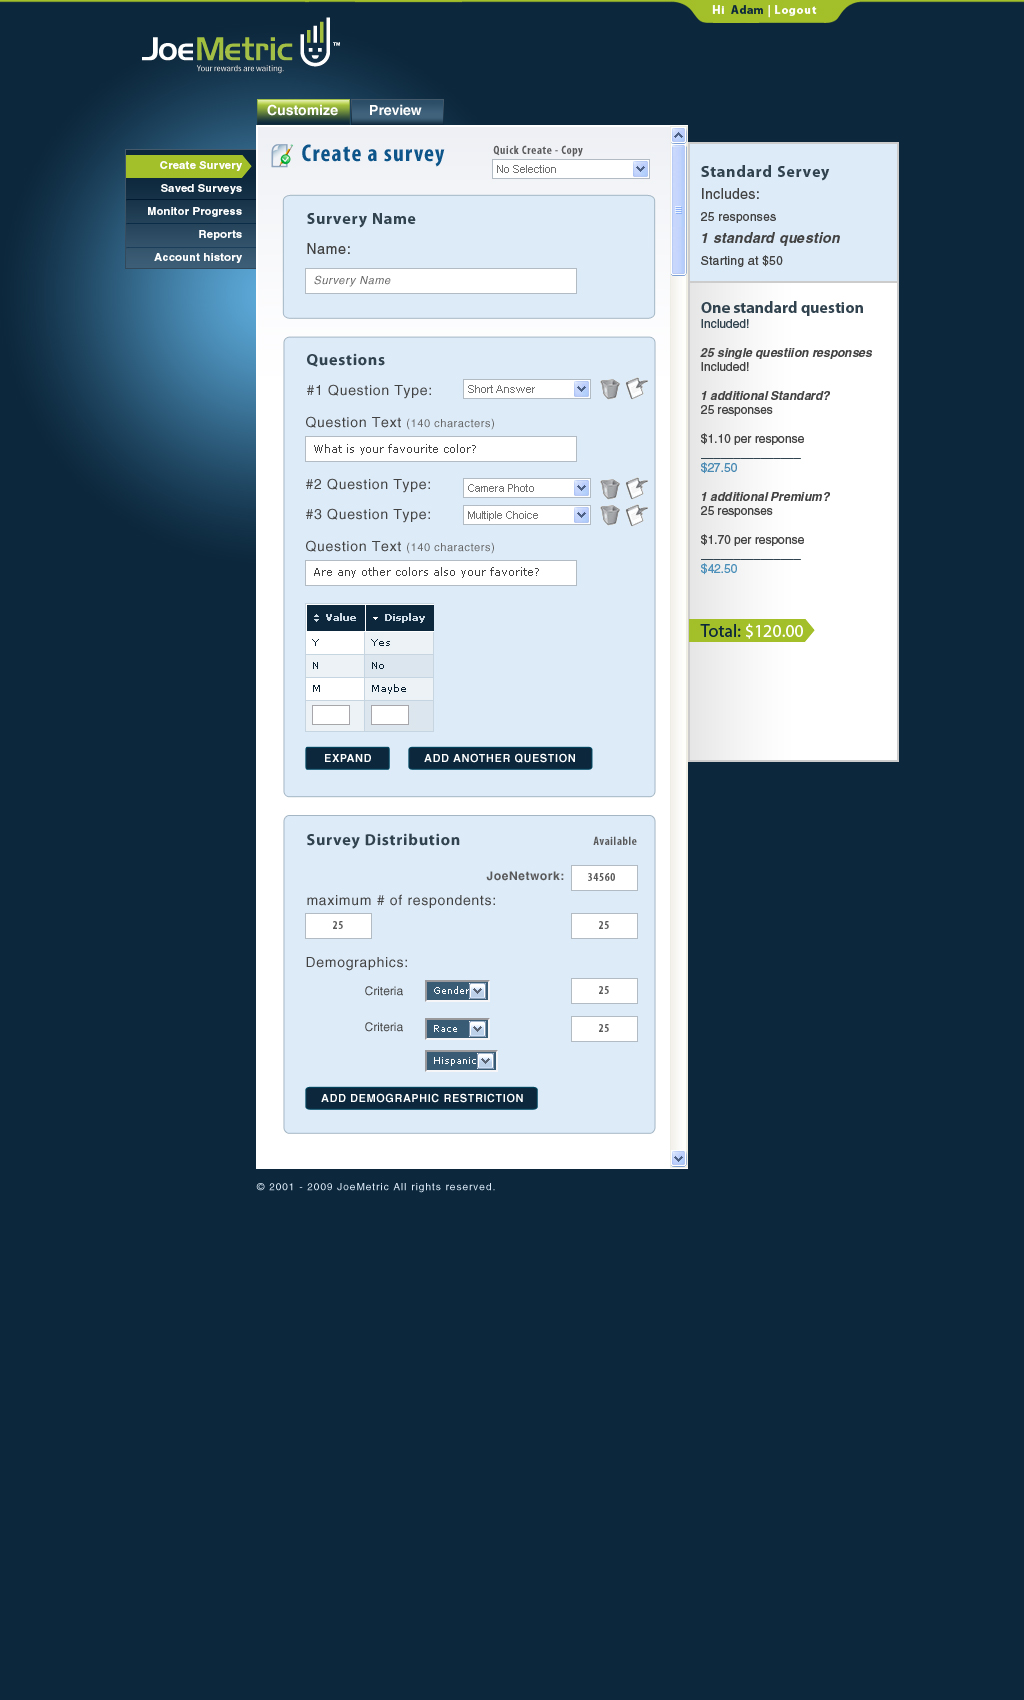 Hi Adam | Logout
JoeMetric™
Your rewards are waiting.
Customize Preview
Create Survery
Saved Surveys
Monitor Progress
Reports
Account history
Create a survey
Quick Create - Copy
No Selection
Survery Name
Name:
Survery Name
Questions
#1 Question Type: Short Answer
Question Text (140 characters)
What is your favourite color?
#2 Question Type: Camera Photo
#3 Question Type: Multiple Choice
Question Text (140 characters)
Are any other colors also your favorite?
Value Display
Y Yes
N No
M Maybe
EXPAND ADD ANOTHER QUESTION
Survey Distribution Available
JoeNetwork: 34560
maximum # of respondents:
25 25
Demographics:
Criteria Gender 25
Criteria Race 25
Hispanic
ADD DEMOGRAPHIC RESTRICTION
Standard Servey
Includes:
25 responses
1 standard question
Starting at $50
One standard question
Included!
25 single questiion responses
Included!
1 additional Standard?
25 responses
$1.10 per response
$27.50
1 additional Premium?
25 responses
$1.70 per response
$42.50
Total: $120.00
© 2001 - 2009 JoeMetric All rights reserved.